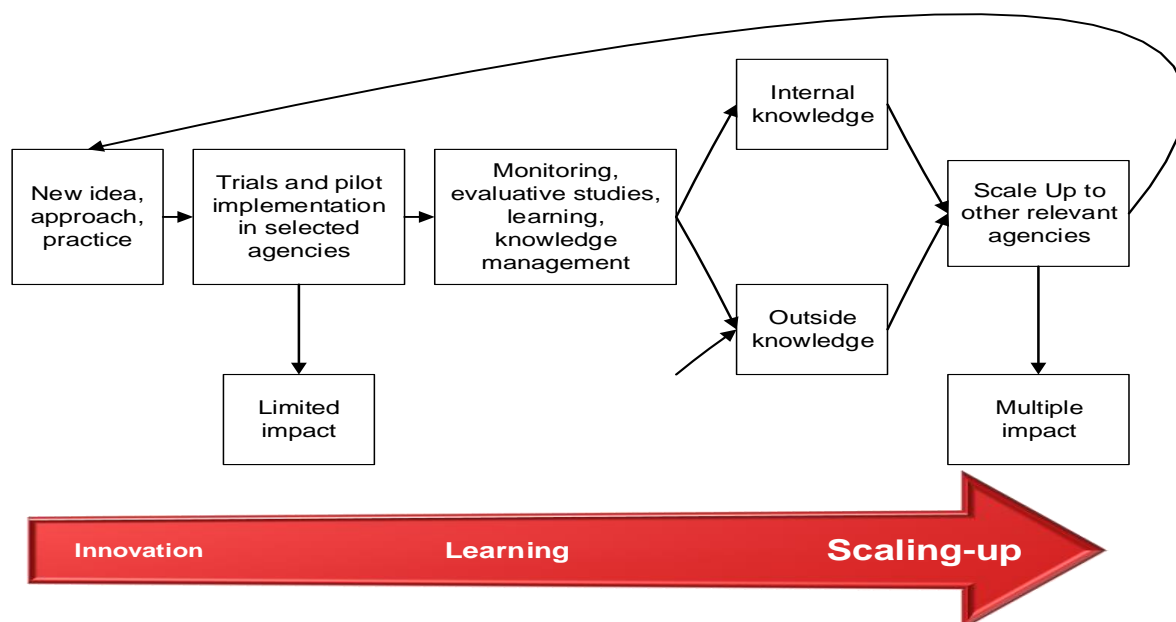 New idea,
approach,
practice
Trials and pilot
implementation
in selected
agencies
Monitoring,
evaluative studies,
learning,
knowledge
management
Internal
knowledge
Outside
knowledge
Scale Up to
other relevant
agencies
Limited
impact
Multiple
impact
Innovation
Learning
Scaling-up